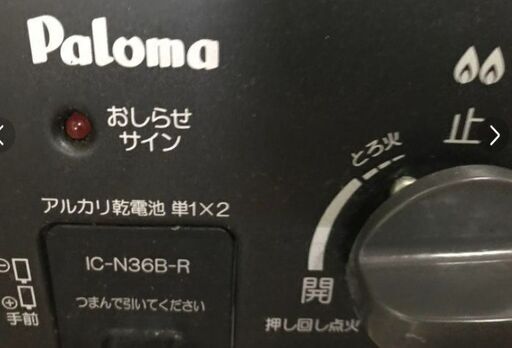 Paloma
おしらせ
サイン
止
とろ火
アルカリ乾電池 単1×2
IC-N36B-R
つまんで引いてください
手前
開
押し回し点火